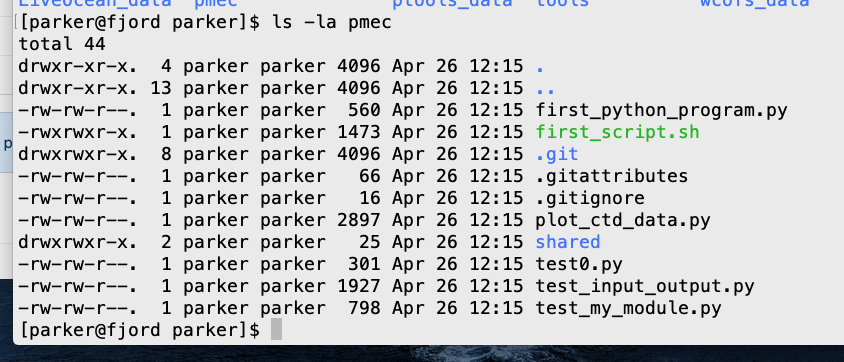 LiveOcean_data  pmec                ptools_data  tools             wcofs_data
[parker@fjord parker]$ ls -la pmec
total 44
drwxr-xr-x.  4 parker parker 4096 Apr 26 12:15 .
drwxr-xr-x. 13 parker parker 4096 Apr 26 12:15 ..
-rw-rw-r--.  1 parker parker  560 Apr 26 12:15 first_python_program.py
-rwxrwxr-x.  1 parker parker 1473 Apr 26 12:15 first_script.sh
drwxrwxr-x.  8 parker parker 4096 Apr 26 12:15 .git
-rw-rw-r--.  1 parker parker   66 Apr 26 12:15 .gitattributes
-rw-rw-r--.  1 parker parker   16 Apr 26 12:15 .gitignore
-rw-rw-r--.  1 parker parker 2897 Apr 26 12:15 plot_ctd_data.py
drwxrwxr-x.  2 parker parker   25 Apr 26 12:15 shared
-rw-rw-r--.  1 parker parker  301 Apr 26 12:15 test0.py
-rw-rw-r--.  1 parker parker 1927 Apr 26 12:15 test_input_output.py
-rw-rw-r--.  1 parker parker  798 Apr 26 12:15 test_my_module.py
[parker@fjord parker]$
p